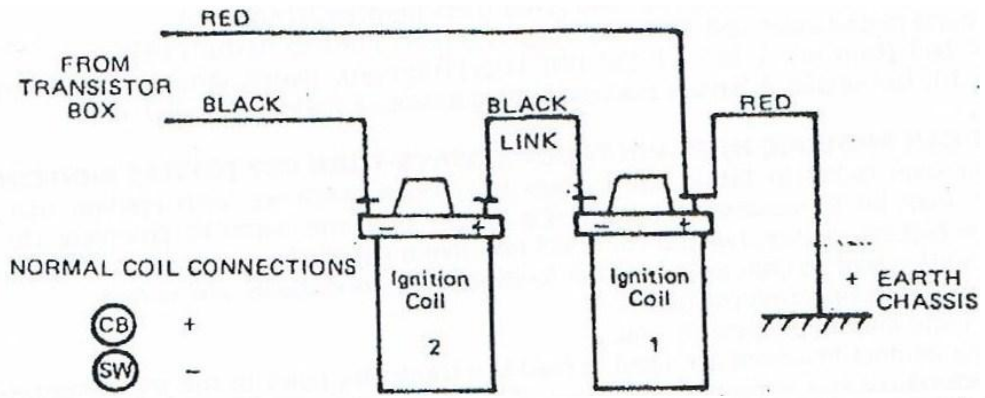 RED
FROM
TRANSISTOR
BOX
BLACK
BLACK
LINK
RED
- +
- +
NORMAL COIL CONNECTIONS
CB +
SW -
Ignition
Coil
2
Ignition
Coil
1
+ EARTH
CHASSIS